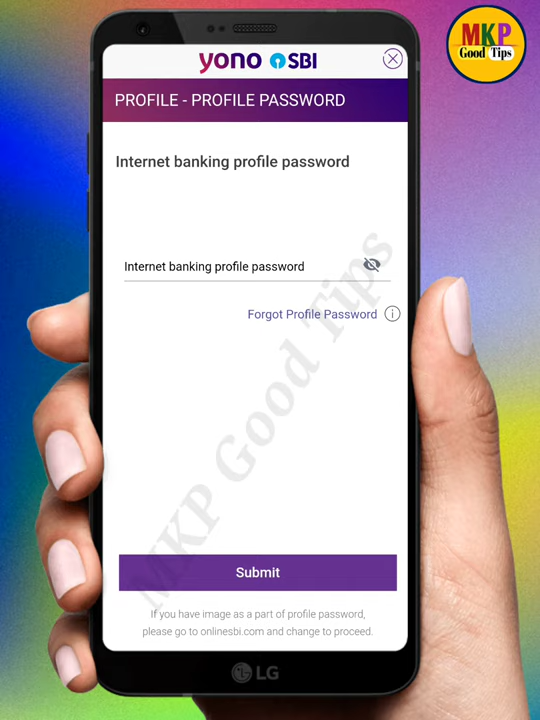 MKP
Good Tips
yono SBI
PROFILE - PROFILE PASSWORD
Internet banking profile password
Internet banking profile password
Forgot Profile Password i
MKP Good Tips
Submit
If you have image as a part of profile password,
please go to onlinesbi.com and change to proceed.
LG